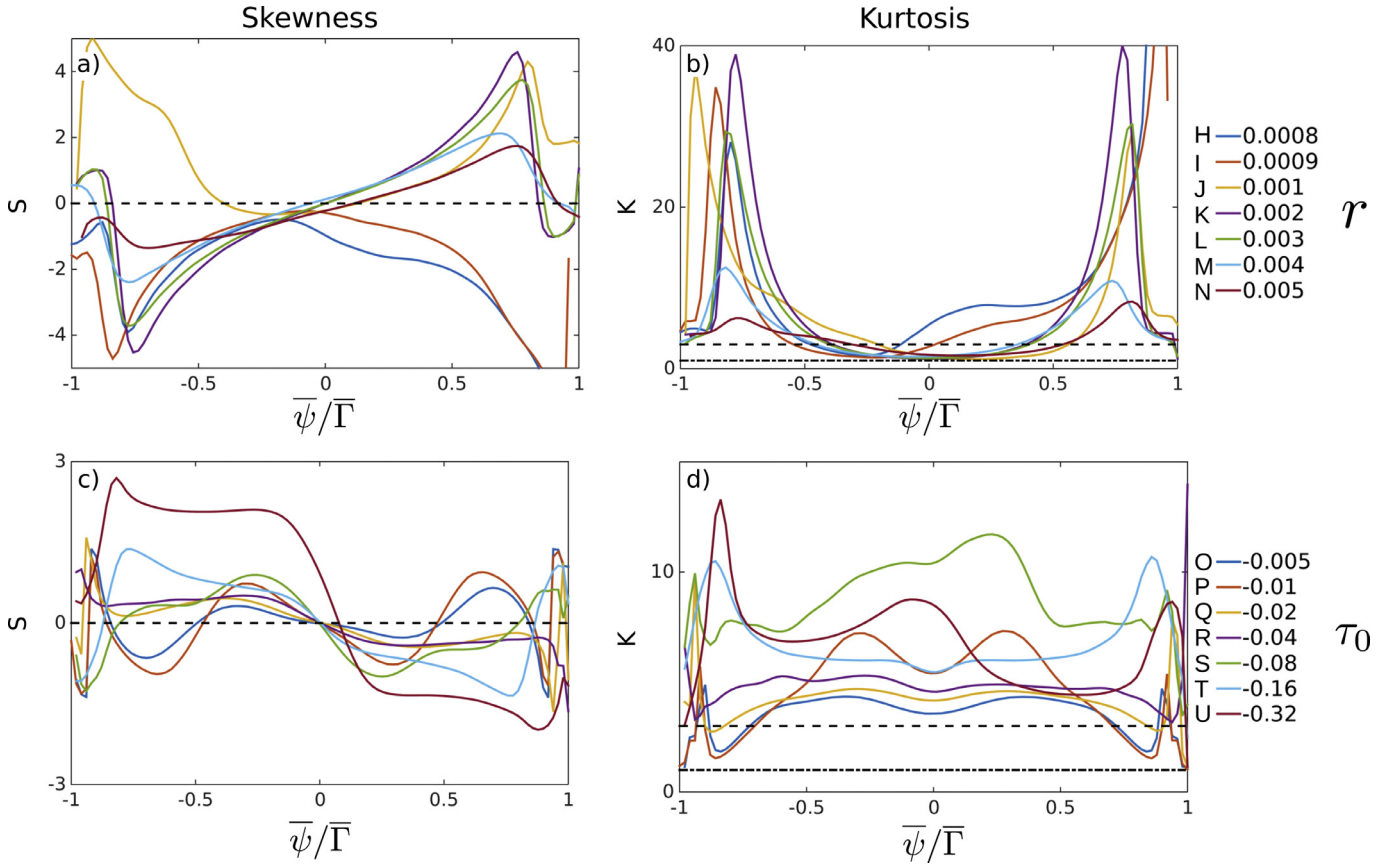 Skewness
Kurtosis
a)
4
2
0
-2
-4
S
-1
-0.5
0
0.5
1
ψ̅/Γ̅
b)
40
20
0
K
-1
-0.5
0
0.5
1
ψ̅/Γ̅
H 0.0008
I 0.0009
J 0.001
K 0.002
L 0.003
M 0.004
N 0.005
r
c)
3
0
-3
S
-1
-0.5
0
0.5
1
ψ̅/Γ̅
d)
10
0
K
-1
-0.5
0
0.5
1
ψ̅/Γ̅
O -0.005
P -0.01
Q -0.02
R -0.04
S -0.08
T -0.16
U -0.32
τ₀